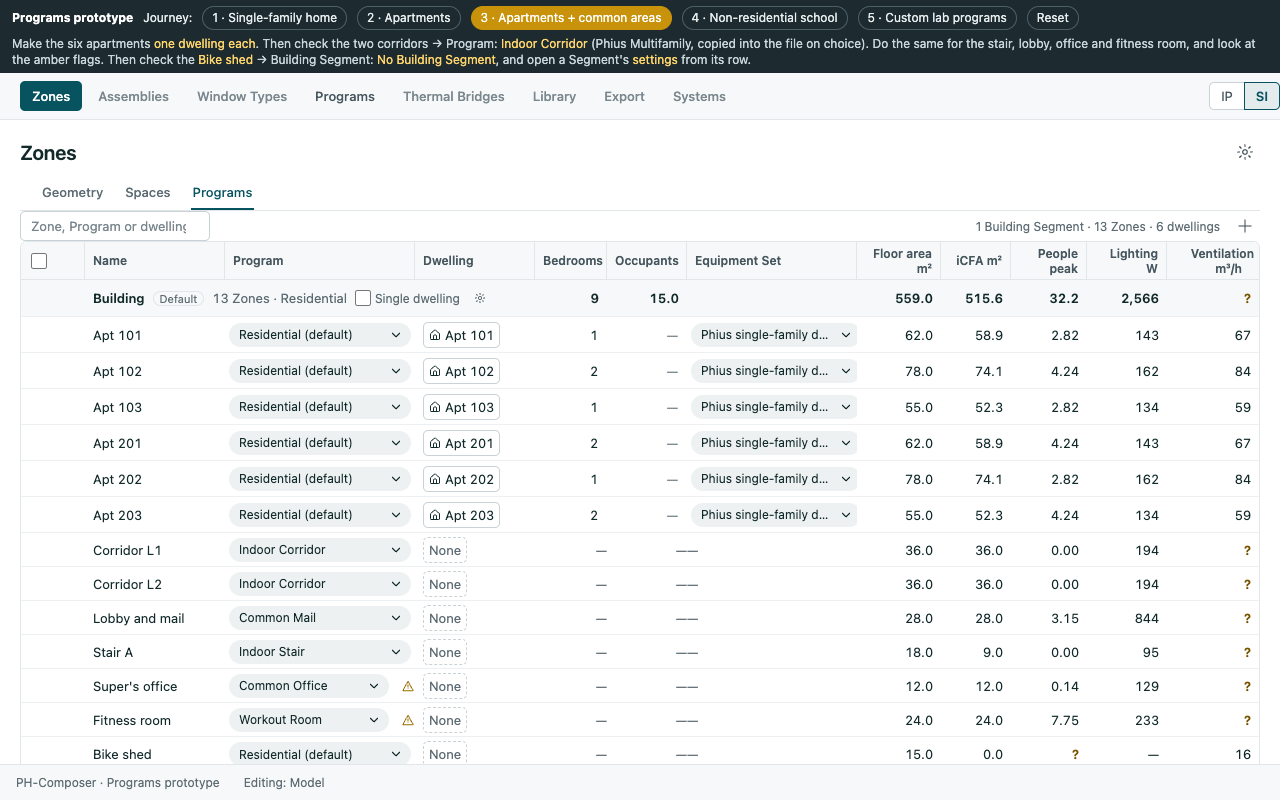 Programs prototype Journey: 1 · Single-family home 2 · Apartments 3 · Apartments + common areas 4 · Non-residential school 5 · Custom lab programs Reset
Make the six apartments one dwelling each. Then check the two corridors → Program: Indoor Corridor (Phius Multifamily, copied into the file on choice). Do the same for the stair, lobby, office and fitness room, and look at
the amber flags. Then check the Bike shed → Building Segment: No Building Segment, and open a Segment's settings from its row.
Zones Assemblies Window Types Programs Thermal Bridges Library Export Systems IP SI
Zones
Geometry Spaces Programs
Zone, Program or dwelling 1 Building Segment · 13 Zones · 6 dwellings
Name Program Dwelling Bedrooms Occupants Equipment Set Floor area m² iCFA m² People peak Lighting W Ventilation m³/h
Building Default 13 Zones · Residential Single dwelling 9 15.0 559.0 515.6 32.2 2,566 ?
Apt 101 Residential (default) Apt 101 1 — Phius single-family d... 62.0 58.9 2.82 143 67
Apt 102 Residential (default) Apt 102 2 — Phius single-family d... 78.0 74.1 4.24 162 84
Apt 103 Residential (default) Apt 103 1 — Phius single-family d... 55.0 52.3 2.82 134 59
Apt 201 Residential (default) Apt 201 2 — Phius single-family d... 62.0 58.9 4.24 143 67
Apt 202 Residential (default) Apt 202 1 — Phius single-family d... 78.0 74.1 2.82 162 84
Apt 203 Residential (default) Apt 203 2 — Phius single-family d... 55.0 52.3 4.24 134 59
Corridor L1 Indoor Corridor None — — — 36.0 36.0 0.00 194 ?
Corridor L2 Indoor Corridor None — — — 36.0 36.0 0.00 194 ?
Lobby and mail Common Mail None — — — 28.0 28.0 3.15 844 ?
Stair A Indoor Stair None — — — 18.0 9.0 0.00 95 ?
Super's office Common Office None — — — 12.0 12.0 0.14 129 ?
Fitness room Workout Room None — — — 24.0 24.0 7.75 233 ?
Bike shed Residential (default) None — — — 15.0 0.0 ? — 16
PH-Composer · Programs prototype Editing: Model